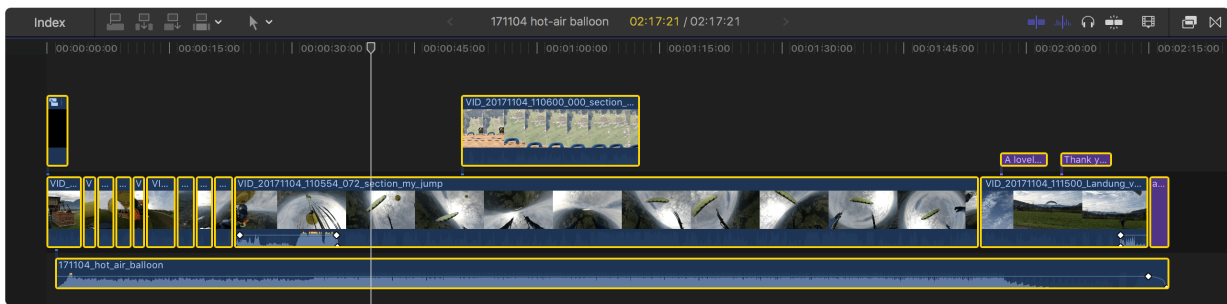 Index
171104 hot-air balloon 02:17:21 / 02:17:21
00:00:00:00 00:00:15:00 00:00:30:00 00:00:45:00 00:01:00:00 00:01:15:00 00:01:30:00 00:01:45:00 00:02:00:00 00:02:15:00
VID_20171104_110600_000_section_...
A lovel... Thank y...
VID_... V ... ... V VI... ... ... ... VID_20171104_110554_072_section_my_jump VID_20171104_111500_Landung_v... a...
171104_hot_air_balloon